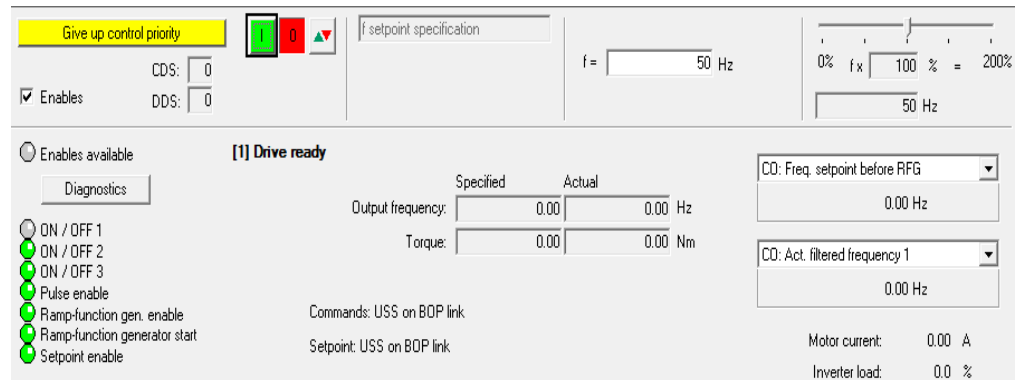 Give up control priority
I 0
f setpoint specification
f = 50 Hz
0% f x 100 % = 200%
50 Hz
CDS: 0
Enables
DDS: 0
Enables available
[1] Drive ready
Diagnostics
Specified Actual
Output frequency: 0.00 0.00 Hz
Torque: 0.00 0.00 Nm
CO: Freq. setpoint before RFG
0.00 Hz
CO: Act. filtered frequency 1
0.00 Hz
ON / OFF 1
ON / OFF 2
ON / OFF 3
Pulse enable
Ramp-function gen. enable
Ramp-function generator start
Setpoint enable
Commands: USS on BOP link
Setpoint: USS on BOP link
Motor current: 0.00 A
Inverter load: 0.0 %